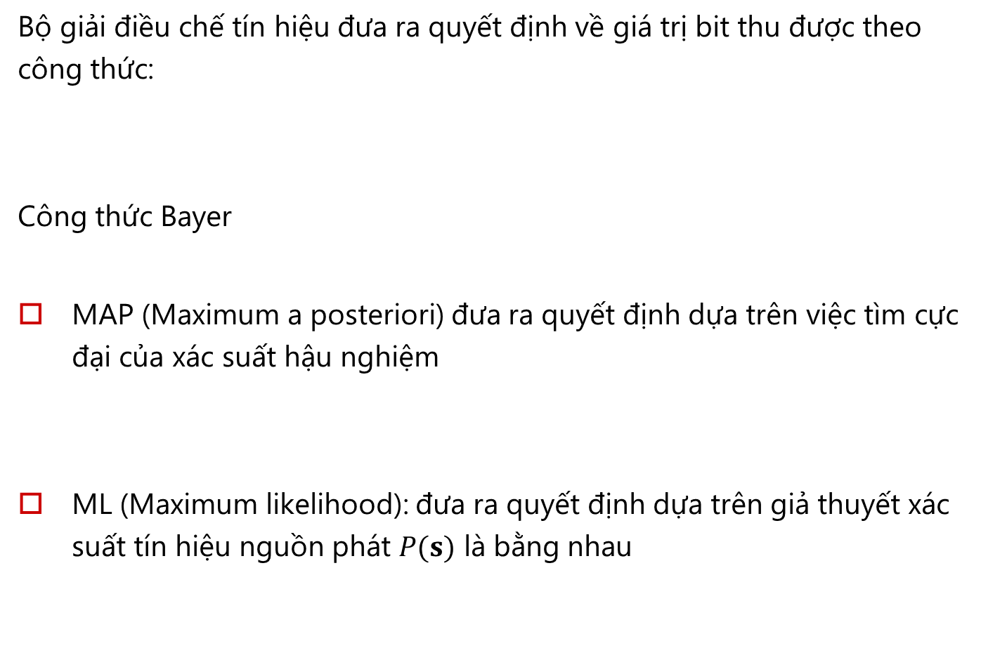 Bộ giải điều chế tín hiệu đưa ra quyết định về giá trị bit thu được theo
công thức:
Công thức Bayer
MAP (Maximum a posteriori) đưa ra quyết định dựa trên việc tìm cực
đại của xác suất hậu nghiệm
ML (Maximum likelihood): đưa ra quyết định dựa trên giả thuyết xác
suất tín hiệu nguồn phát P(s) là bằng nhau